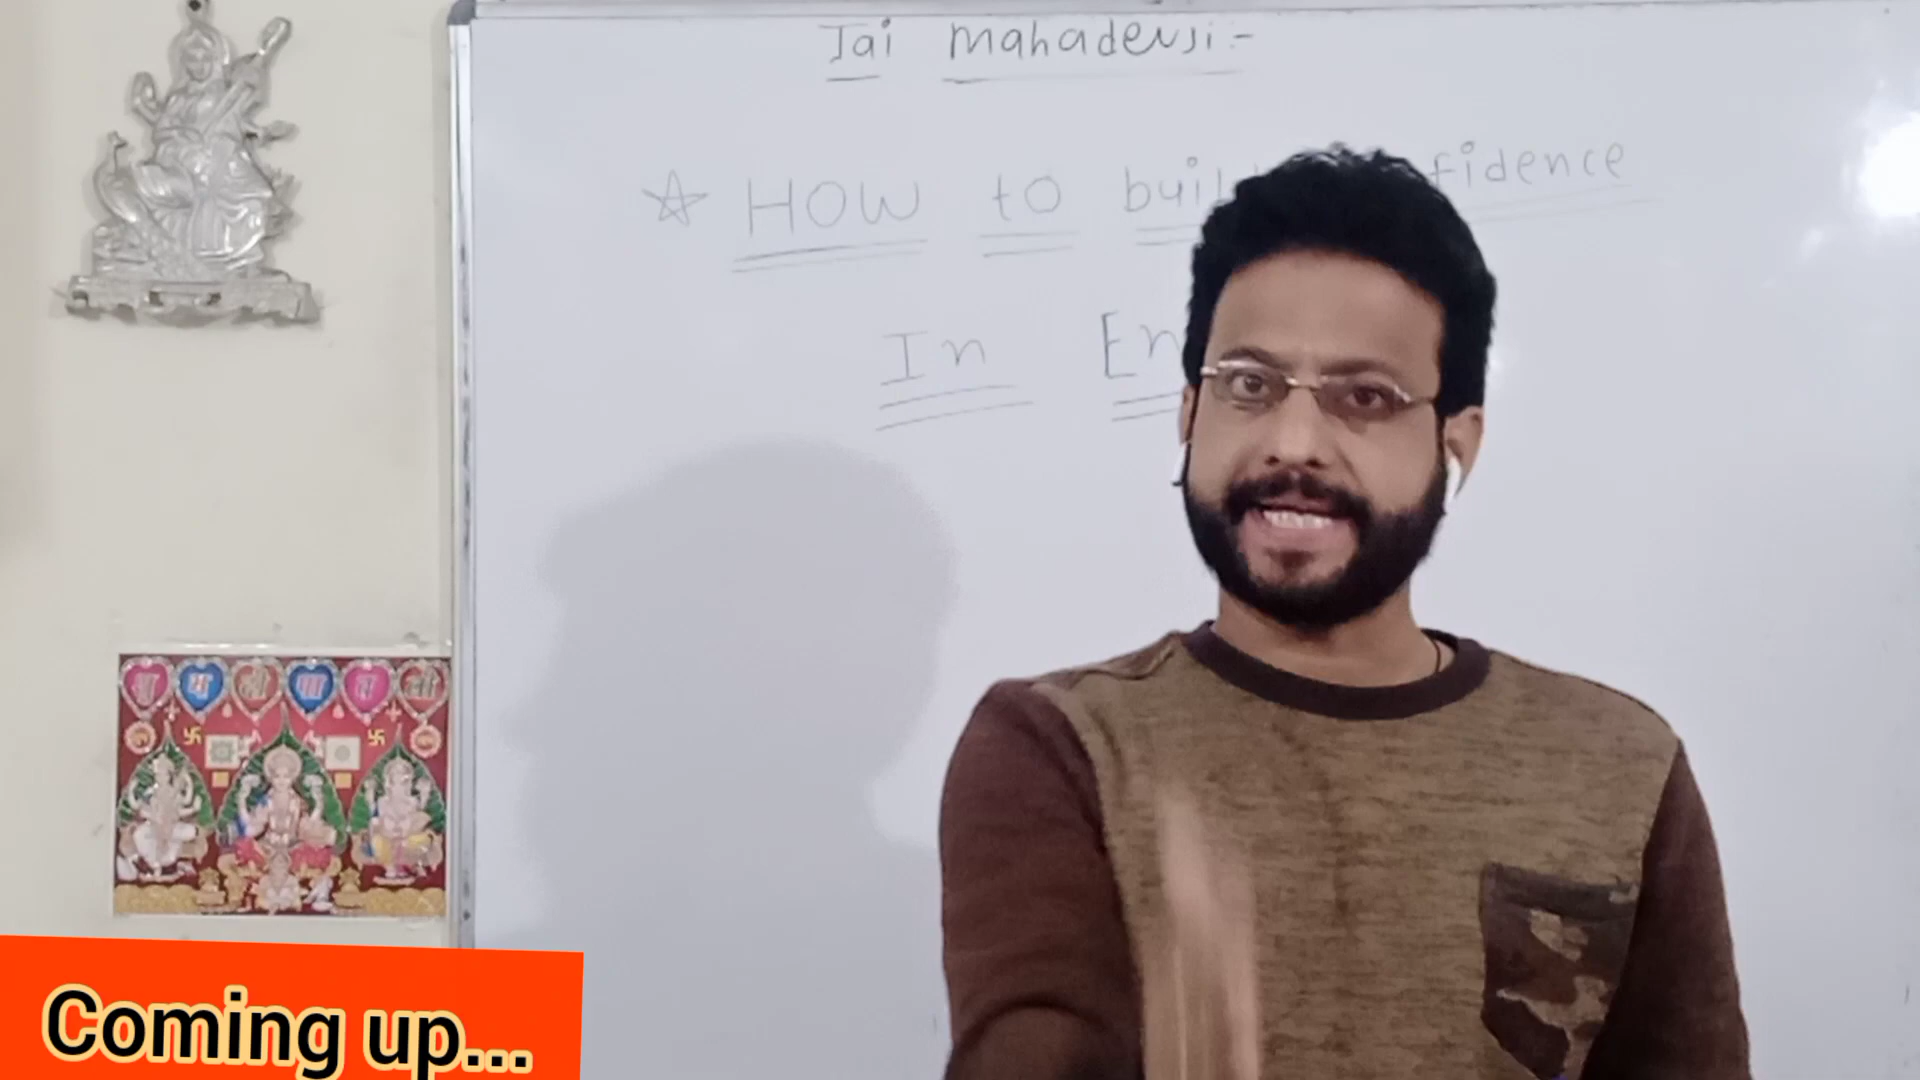 Jai mahadevji:-
☆ HOW to buil fidence
In En
Coming up...